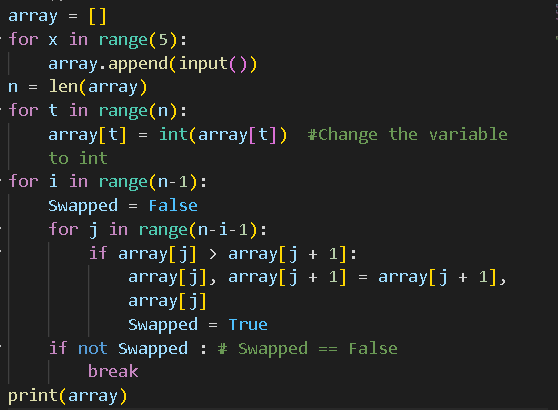 array = []
for x in range(5):
    array.append(input())
n = len(array)
for t in range(n):
    array[t] = int(array[t])  #Change the variable
    to int
for i in range(n-1):
    Swapped = False
    for j in range(n-i-1):
        if array[j] > array[j + 1]:
            array[j], array[j + 1] = array[j + 1],
            array[j]
            Swapped = True
    if not Swapped : # Swapped == False
        break
print(array)